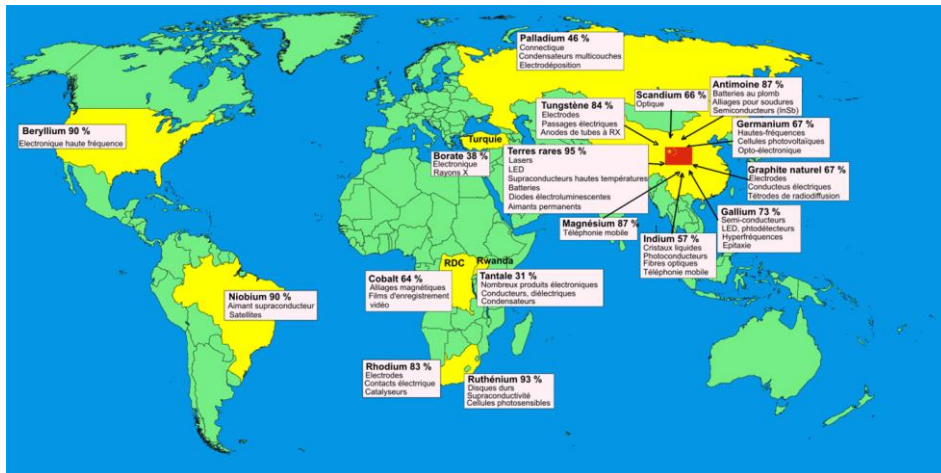 Palladium 46 %
Connectique
Condensateurs multicouches
Electrodéposition
Scandium 66 %
Optique
Antimoine 87 %
Batteries au plomb
Alliages pour soudures
Semiconducteurs (InSb)
Tungstène 84 %
Electrodes
Passages électriques
Anodes de tubes à RX
Germanium 67 %
Hautes-fréquences
Cellules photovoltaïques
Opto-électronique
Beryllium 90 %
Electronique haute fréquence
Turquie
Borate 38 %
Electronique
Rayons X
Terres rares 95 %
Lasers
LED
Supraconducteurs hautes températures
Batteries
Diodes électroluminescentes
Aimants permanents
Graphite naturel 67 %
Electrodes
Conducteus électriques
Tétrodes de radiodiffusion
Magnésium 87 %
Téléphonie mobile
Gallium 73 %
Semi-conducteurs
LED, phtodétecteurs
Hyperfréquences
Epitaxie
Indium 57 %
Cristaux liquides
Photoconducteurs
Fibres optiques
Téléphonie mobile
RDC
Rwanda
Cobalt 64 %
Alliages magnétiques
Films d'enregistrement
vidéo
Tantale 31 %
Nombreux produits électroniques
Conducteurs, diélectriques
Condensateurs
Niobium 90 %
Aimant supraconducteur
Satellites
Rhodium 83 %
Electrodes
Contacts électrrique
Catalyseurs
Ruthénium 93 %
Disques durs
Supraconductivité
Cellules photosensibles